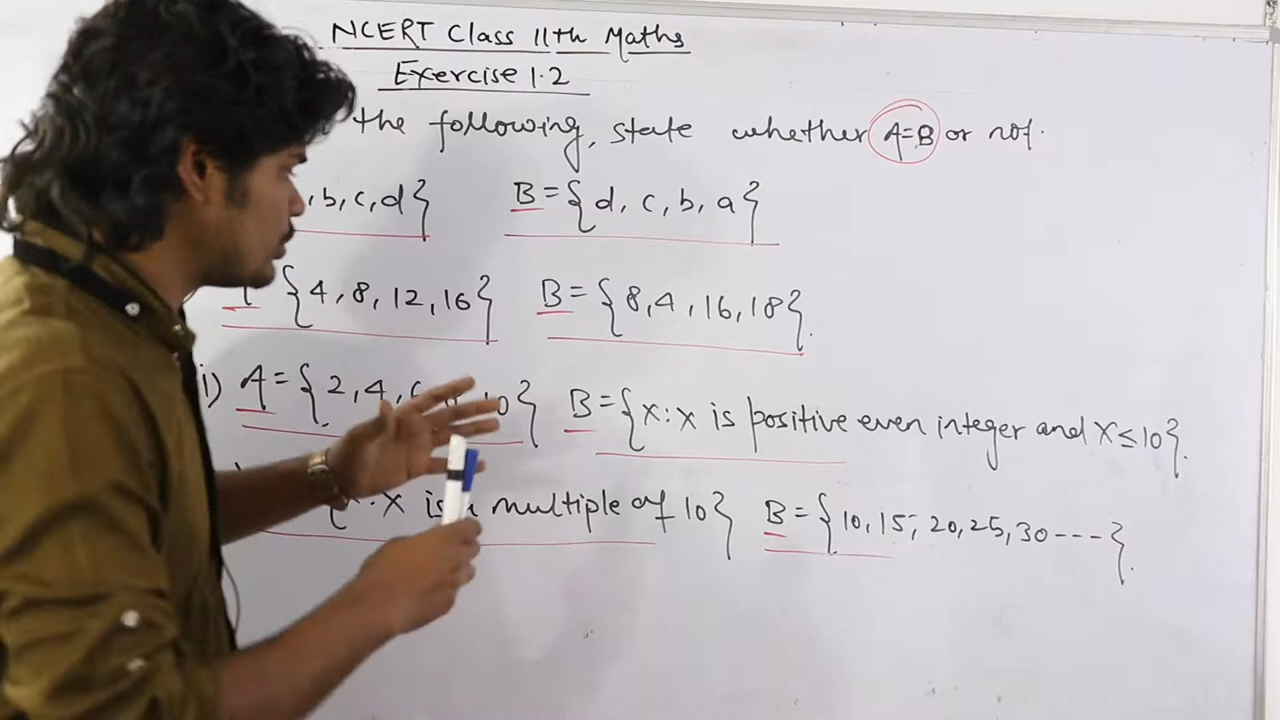 NCERT Class 11th Maths
Exercise 1.2
the following, state whether A=B or not.
, b, c, d} B={d, c, b, a}
{4, 8, 12, 16} B={8, 4, 16, 18}.
i) A={2, 4, 10} B={x:x is positive even integer and x≤10}.
x is a multiple of 10} B={10, 15, 20, 25, 30 ---}.